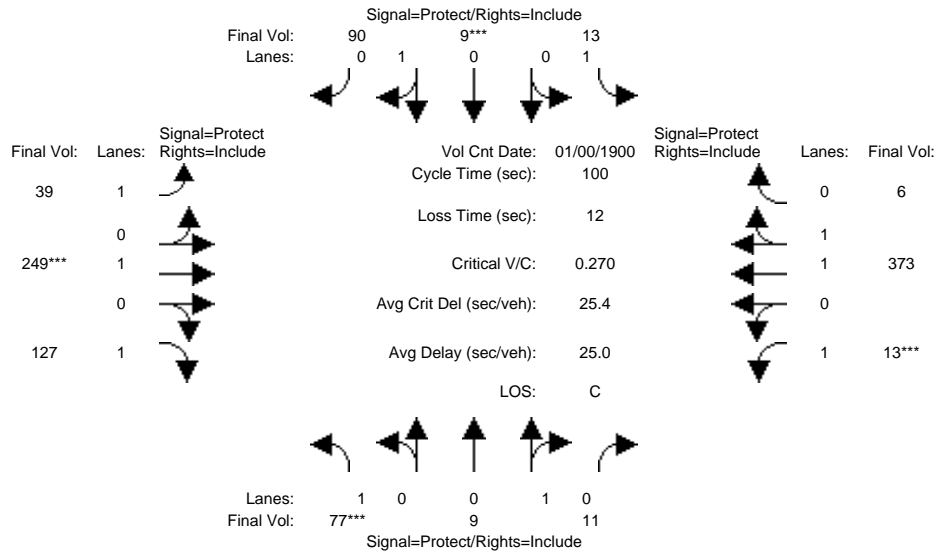 Signal=Protect/Rights=Include
Final Vol: 90 9*** 13
Lanes: 0 1 0 0 1
Signal=Protect
Final Vol: Lanes: Rights=Include
Vol Cnt Date: 01/00/1900
Signal=Protect
Rights=Include Lanes: Final Vol:
Cycle Time (sec): 100
39 1
0 6
Loss Time (sec): 12
0
1
249*** 1
Critical V/C: 0.270
1 373
0
Avg Crit Del (sec/veh): 25.4
0
127 1
Avg Delay (sec/veh): 25.0
1 13***
LOS: C
Lanes: 1 0 0 1 0
Final Vol: 77*** 9 11
Signal=Protect/Rights=Include